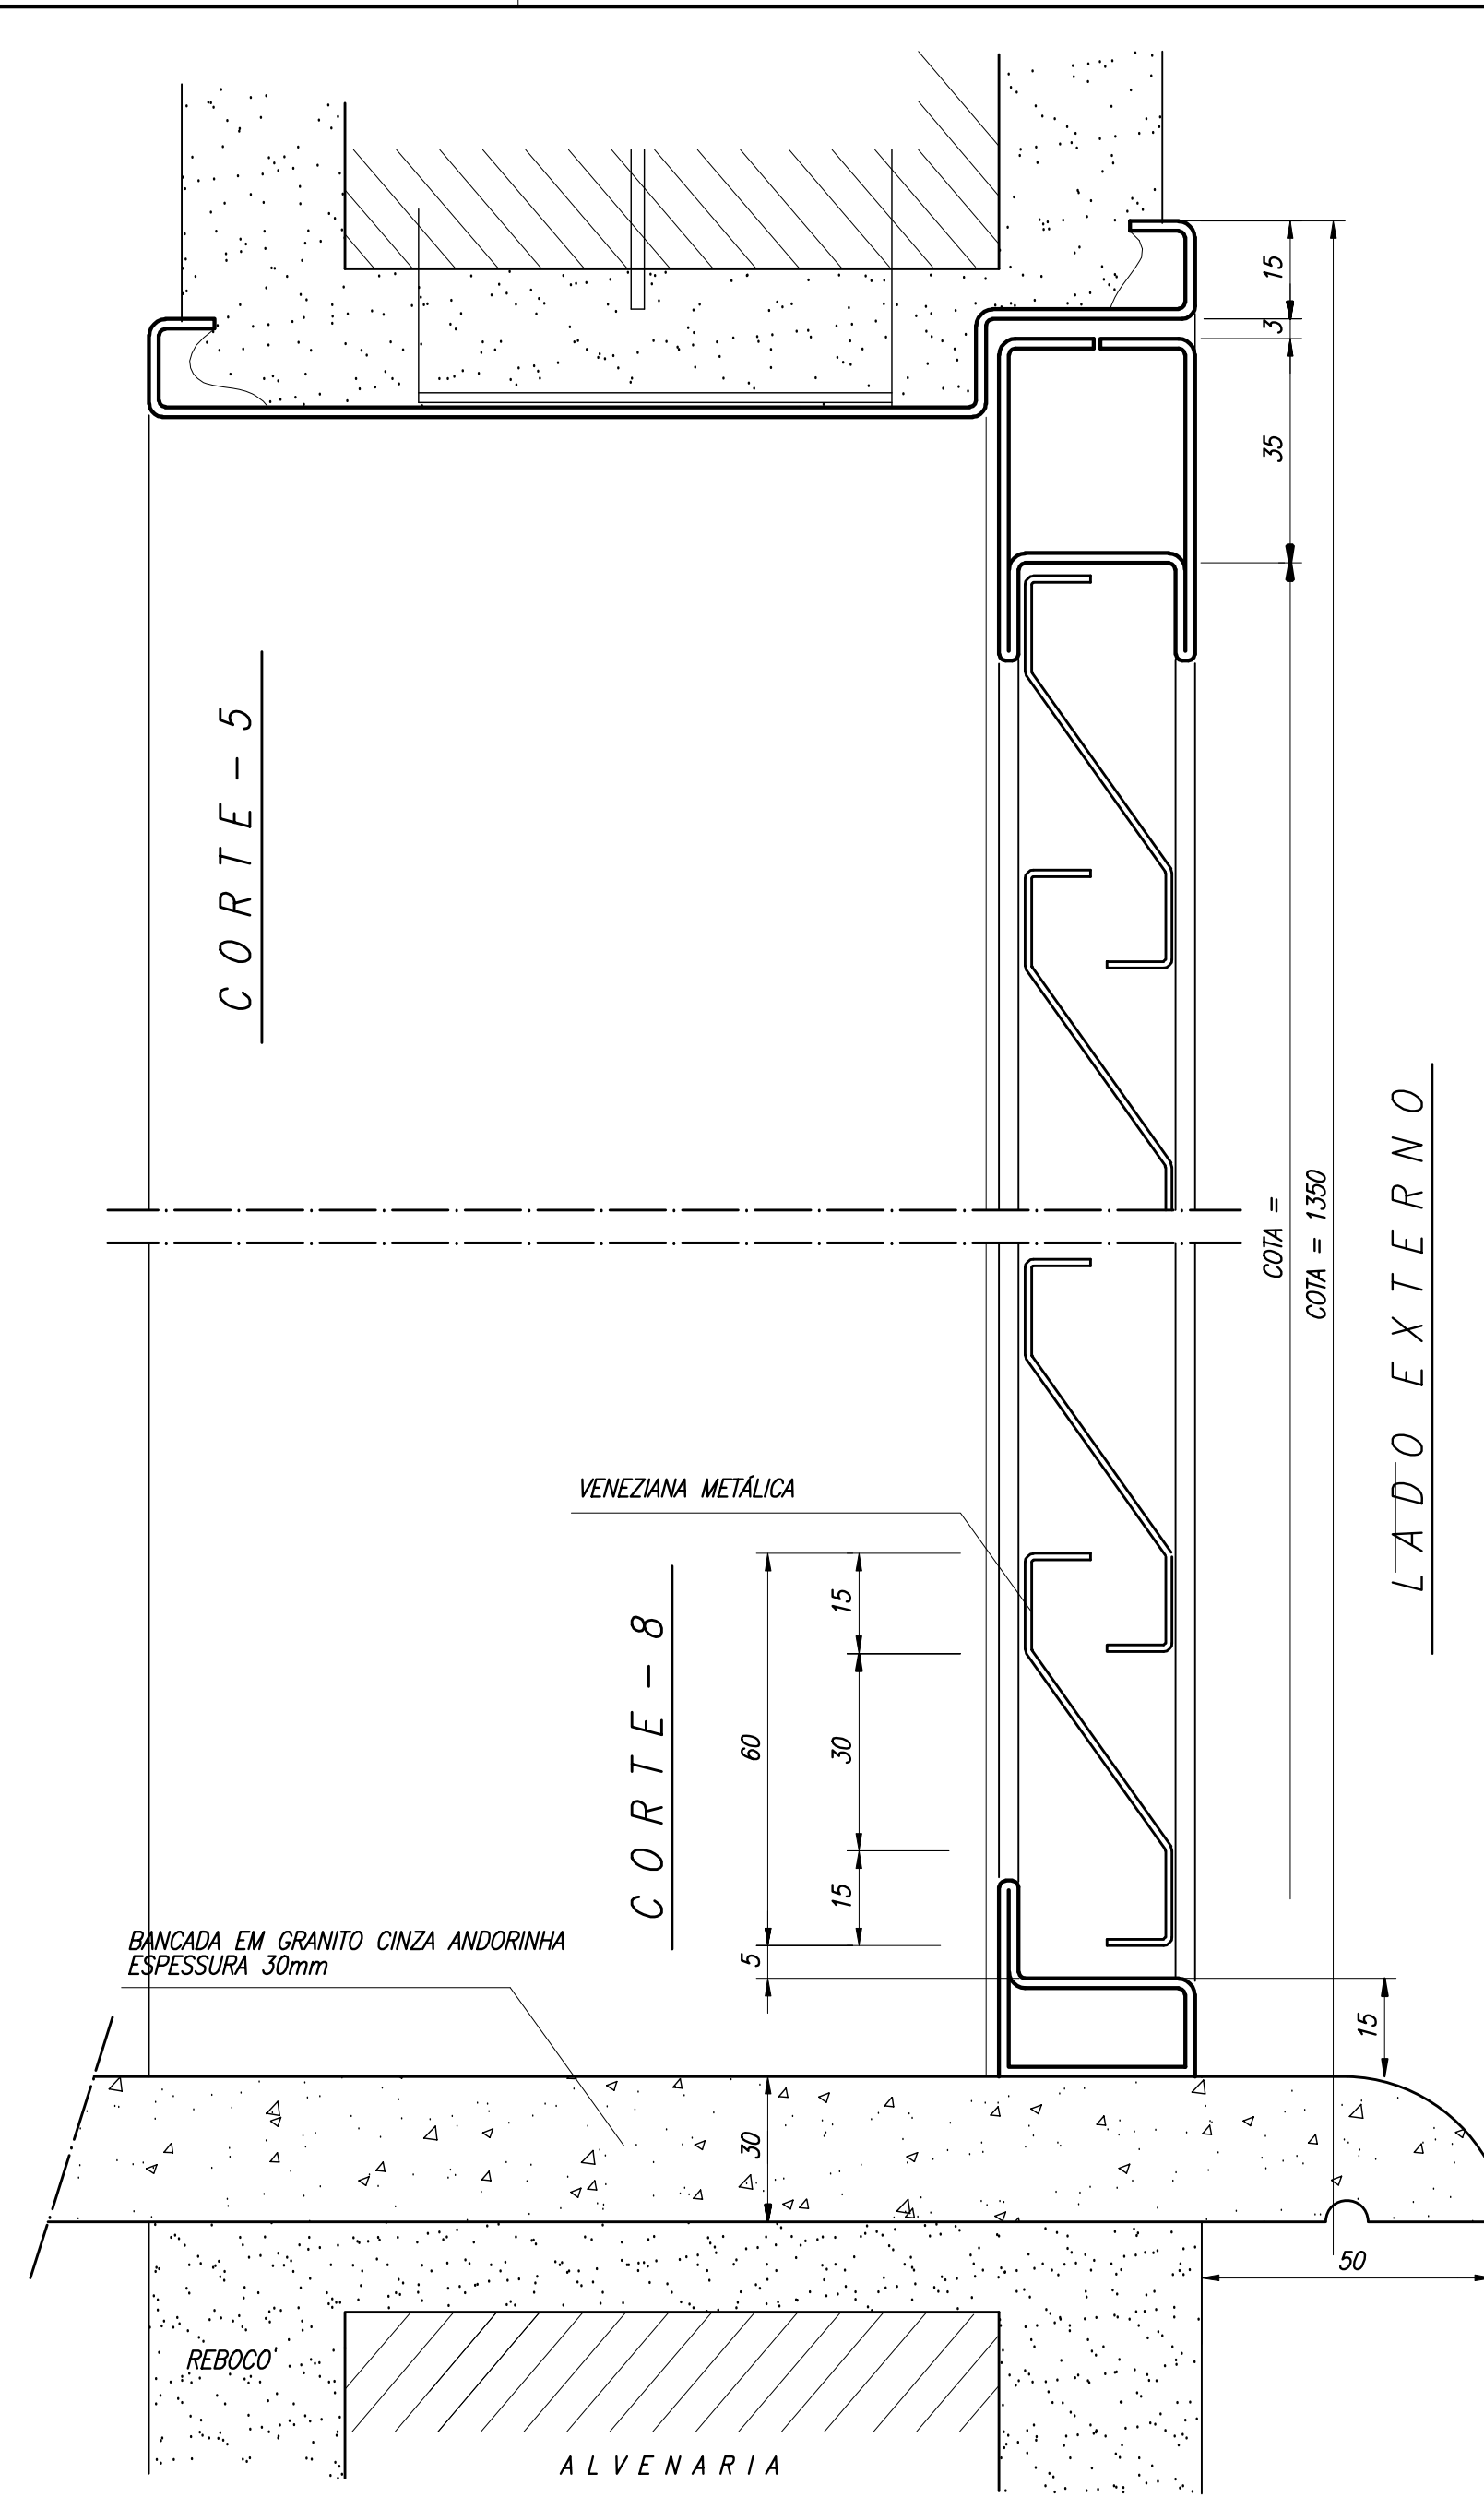 15
3
35
CORTE - 5
COTA =
COTA = 1350
LADO EXTERNO
VENEZIANA METÁLICA
CORTE - 8
15
60
30
15
5
BANCADA EM GRANITO CINZA ANDORINHA
ESPESSURA 30mm
15
30
50
REBOCO
ALVENARIA